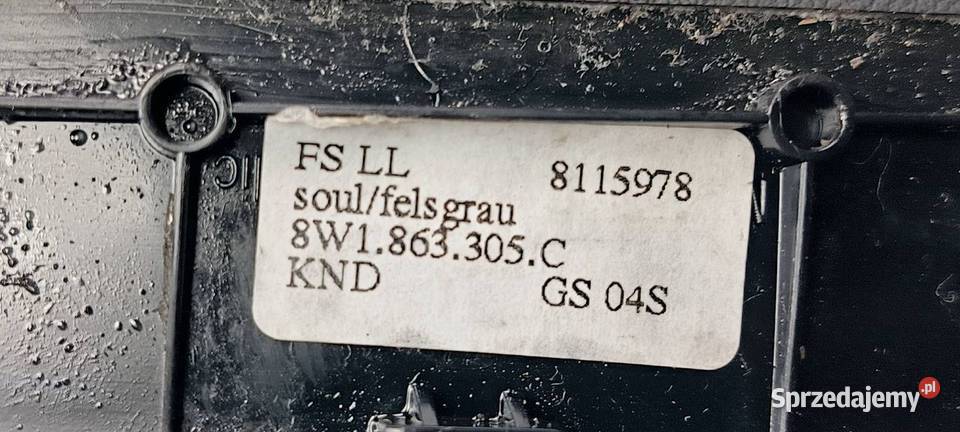 FS LL 8115978
soul/felsgrau
8W1.863.305.C
KND GS 04S
Sprzedajemy.pl